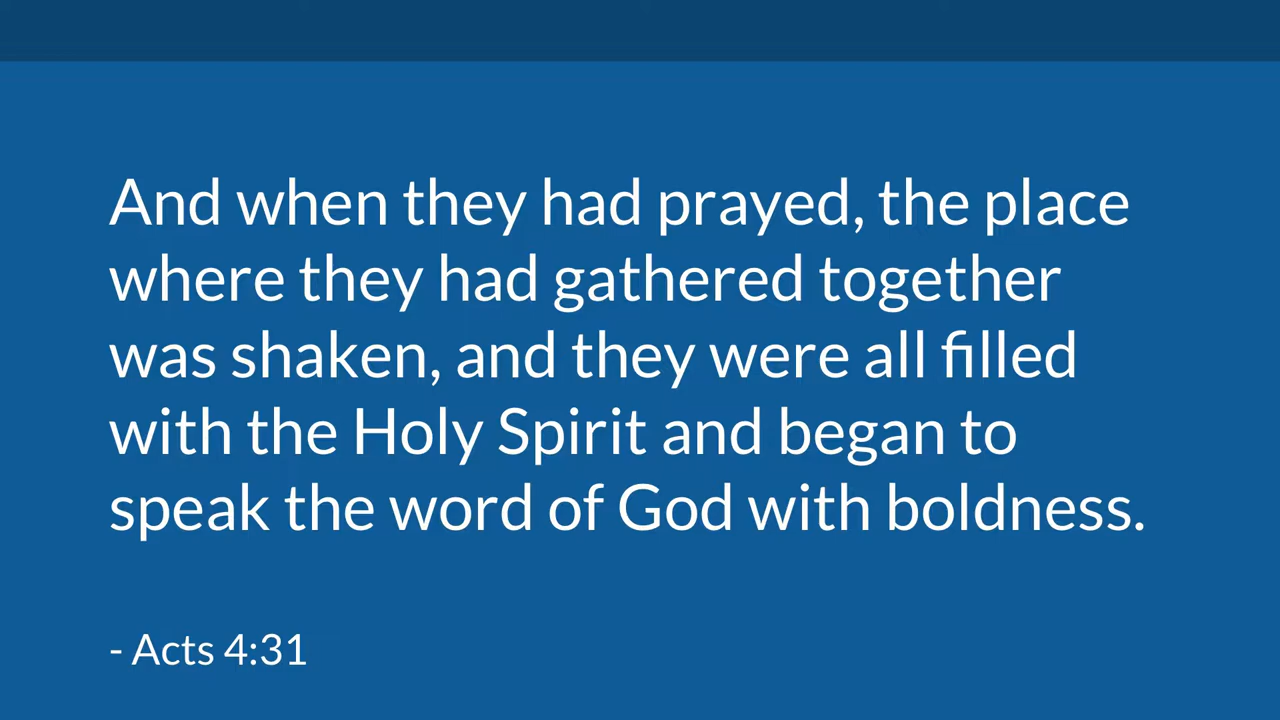 And when they had prayed, the place
where they had gathered together
was shaken, and they were all filled
with the Holy Spirit and began to
speak the word of God with boldness.
- Acts 4:31